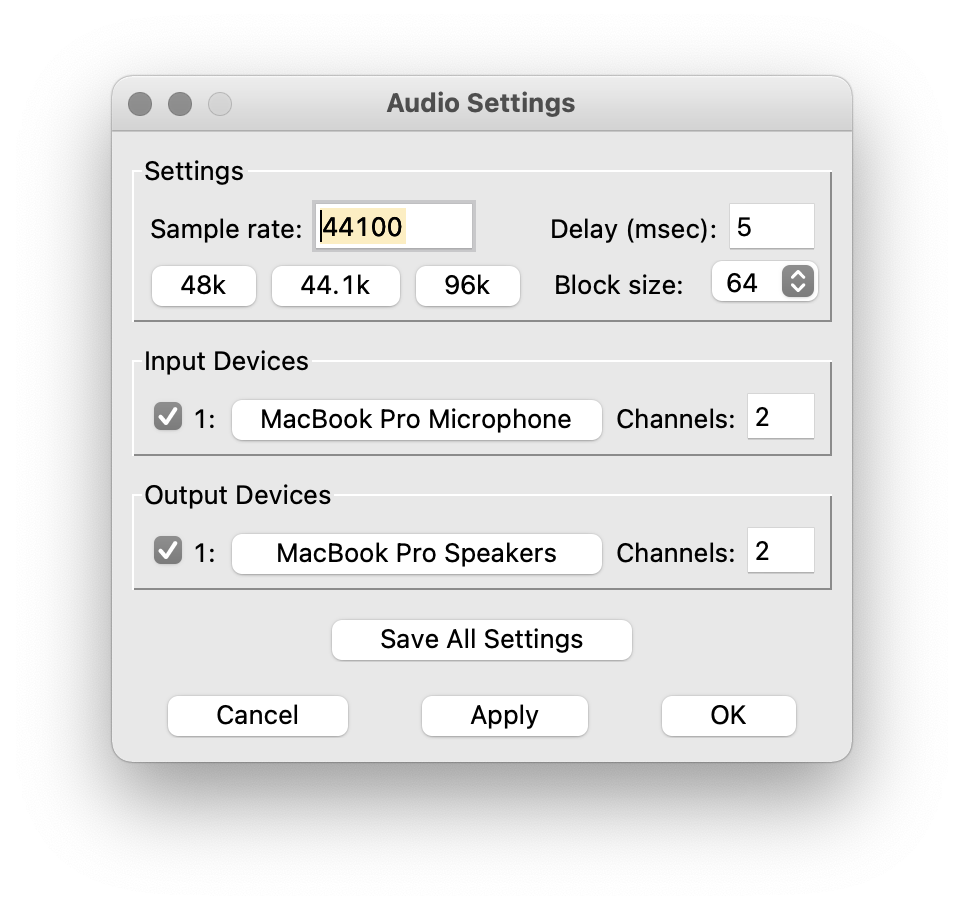 Audio Settings
Settings
Sample rate: 44100 Delay (msec): 5
48k 44.1k 96k Block size: 64
Input Devices
1: MacBook Pro Microphone Channels: 2
Output Devices
1: MacBook Pro Speakers Channels: 2
Save All Settings
Cancel Apply OK